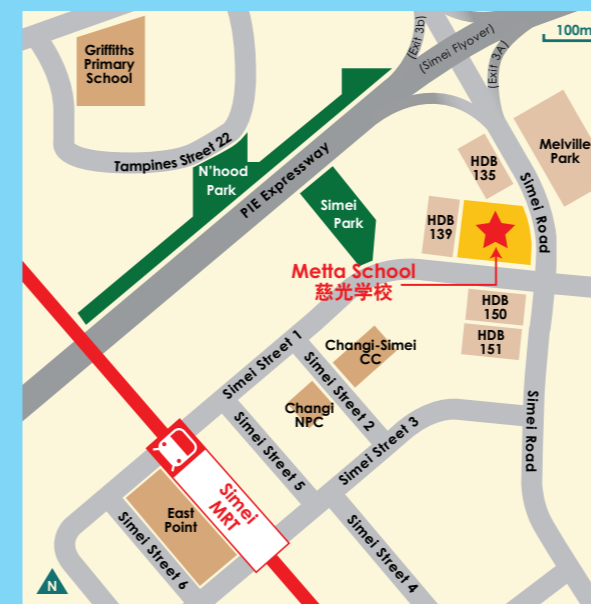 Griffiths
Primary
School
(Exit 3b)
(Simei Flyover)
(Exit 3A)
100m
Tampines Street 22
N'hood
Park
PIE Expressway
Simei
Park
HDB
135
Melville
Park
Simei Road
HDB
139
Metta School
慈光学校
HDB
150
HDB
151
Simei Street 1
Changi-Simei
CC
Simei Street 2
Changi
NPC
Simei Street 3
Simei Road
Simei Street 5
Simei
MRT
East
Point
Simei Street 6
Simei Street 4
N